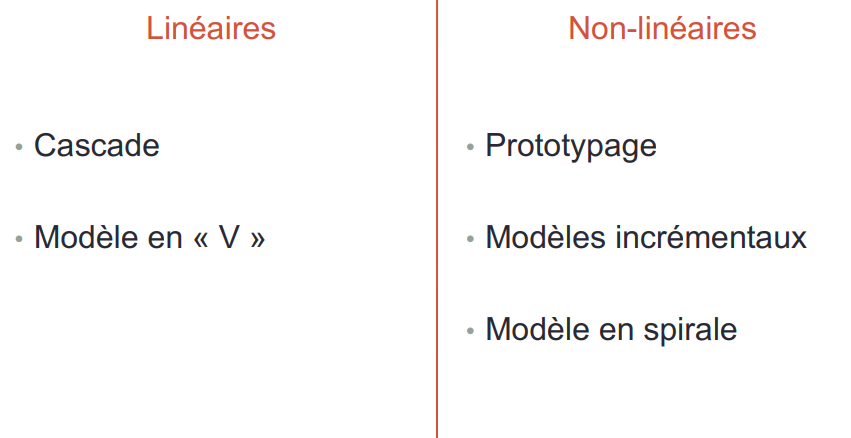 Linéaires
• Cascade
• Modèle en « V »
Non-linéaires
• Prototypage
• Modèles incrémentaux
• Modèle en spirale